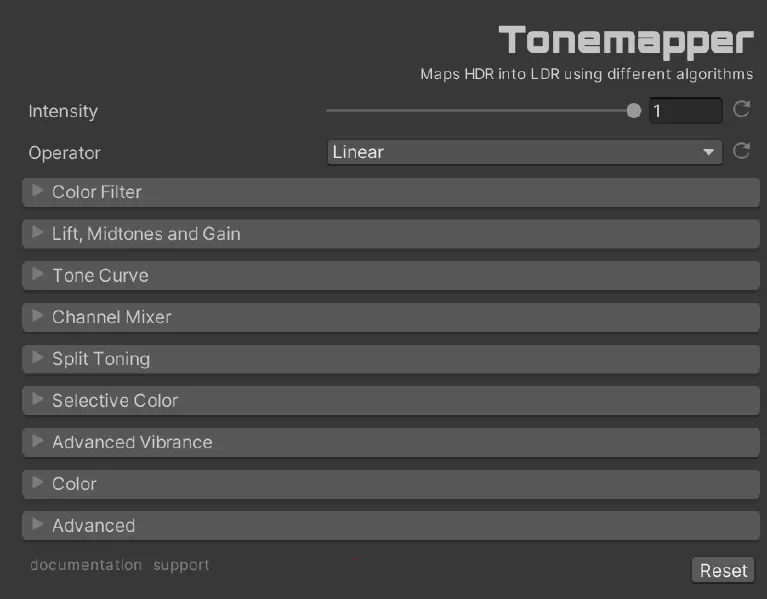 Tonemapper
Maps HDR into LDR using different algorithms
Intensity 1
Operator Linear
Color Filter
Lift, Midtones and Gain
Tone Curve
Channel Mixer
Split Toning
Selective Color
Advanced Vibrance
Color
Advanced
documentation support Reset